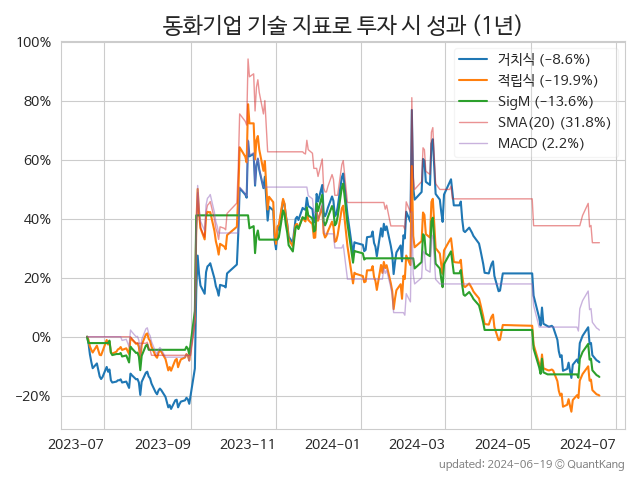 동화기업 기술 지표로 투자 시 성과 (1년)
100%
80%
60%
40%
20%
0%
−20%
거치식 (-8.6%)
적립식 (-19.9%)
SigM (-13.6%)
SMA(20) (31.8%)
MACD (2.2%)
2023-07
2023-09
2023-11
2024-01
2024-03
2024-05
2024-07
updated: 2024-06-19 © QuantKang